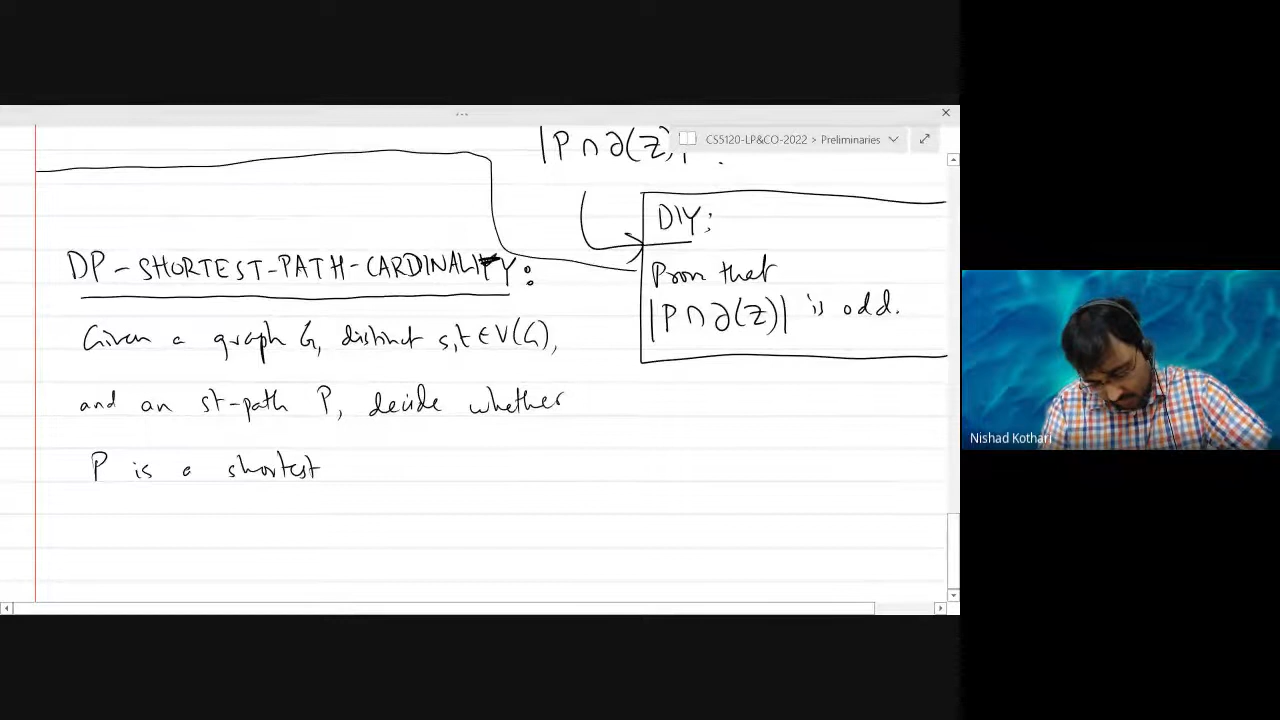 CS5120-LP&CO-2022 > Preliminaries
|P ∩ ∂(Z)|
DIY:
Prove that
|P ∩ ∂(Z)| is odd.
DP-SHORTEST-PATH-CARDINALITY:
Given a graph G, distinct s,t ∈ V(G),
and an st-path P, decide whether
P is a shortest
Nishad Kothari